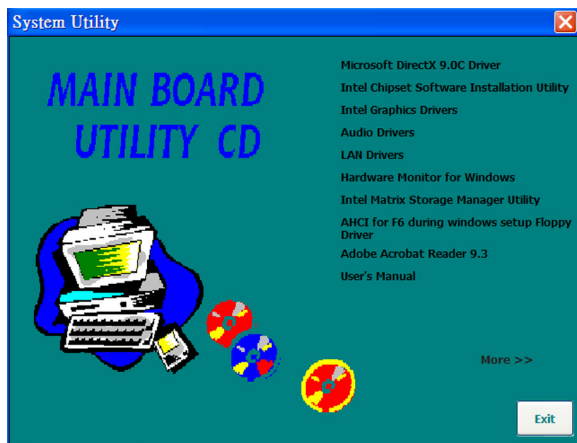 System Utility
MAIN BOARD
UTILITY CD
Microsoft DirectX 9.0C Driver
Intel Chipset Software Installation Utility
Intel Graphics Drivers
Audio Drivers
LAN Drivers
Hardware Monitor for Windows
Intel Matrix Storage Manager Utility
AHCI for F6 during windows setup Floppy
Driver
Adobe Acrobat Reader 9.3
User's Manual
More >>
Exit